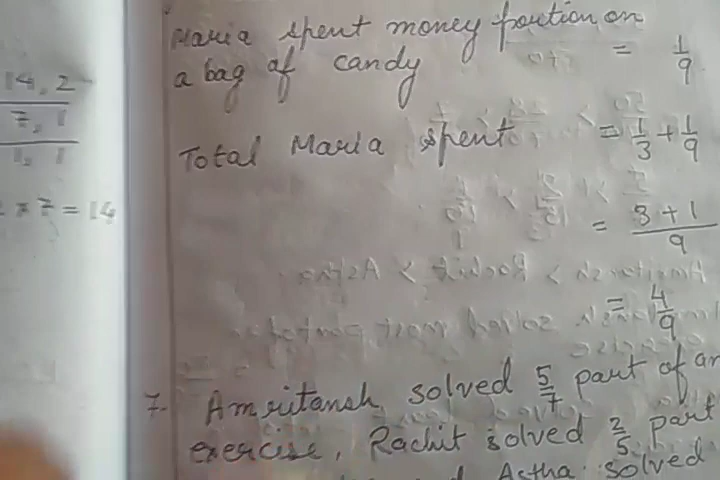 14, 2
7, 1
1, 1
× 7 = 14
Maria spent money portion on
a bag of candy = 1/9
Total Maria spent = 1/3 + 1/9
= 3+1/9
= 4/9
7. Amritansh solved 5/7 part of an
exercise, Rachit solved 2/5 part
Astha solved